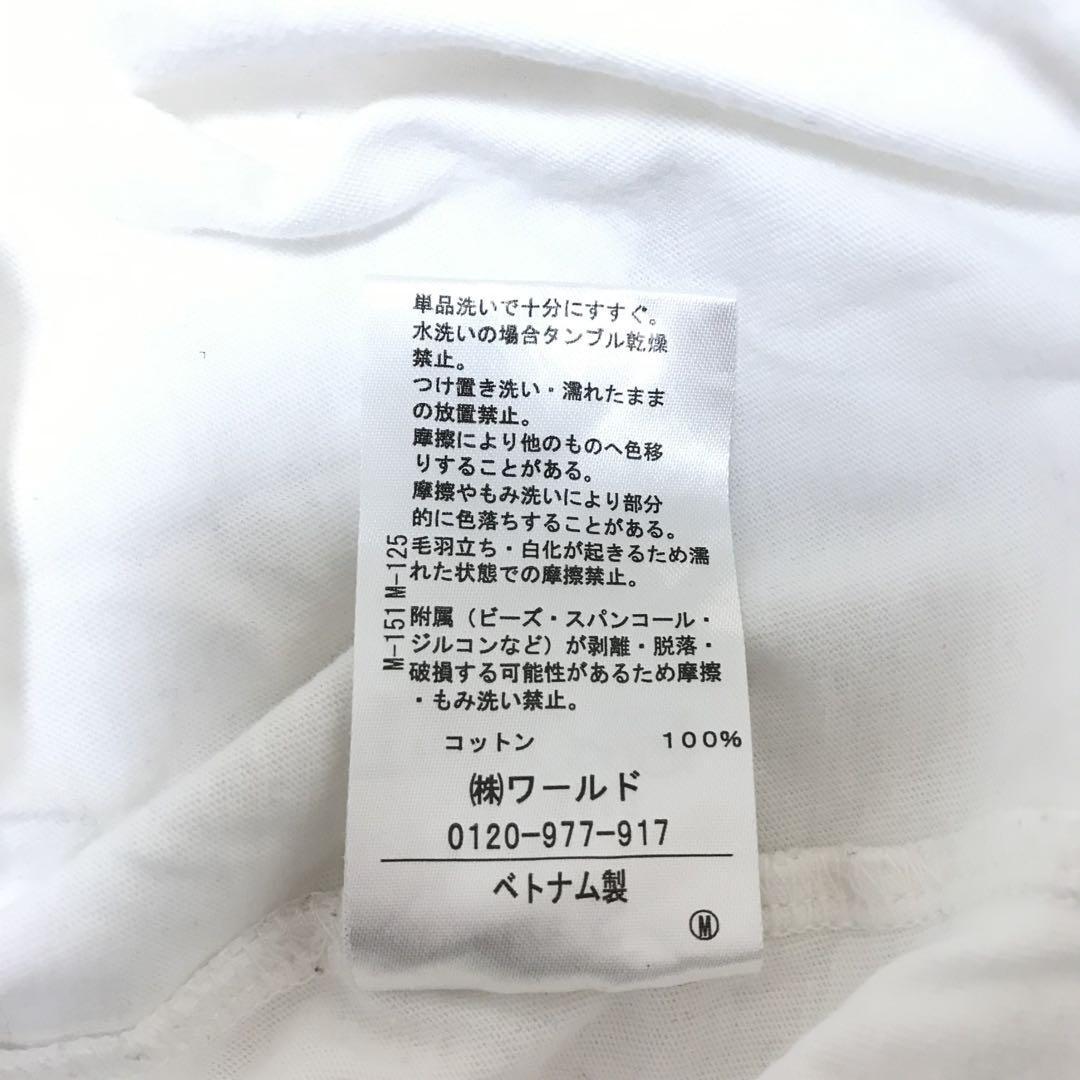 単品洗いで十分にすすぐ。
水洗いの場合タンブル乾燥
禁止。
つけ置き洗い・濡れたまま
の放置禁止。
摩擦により他のものへ色移
りすることがある。
摩擦やもみ洗いにより部分
的に色落ちすることがある。
毛羽立ち・白化が起きるため濡
れた状態での摩擦禁止。
附属（ビーズ・スパンコール・
ジルコンなど）が剥離・脱落・
破損する可能性があるため摩擦
・もみ洗い禁止。
M-151 M-125
コットン 100%
㈱ワールド
0120-977-917
ベトナム製
Ⓜ